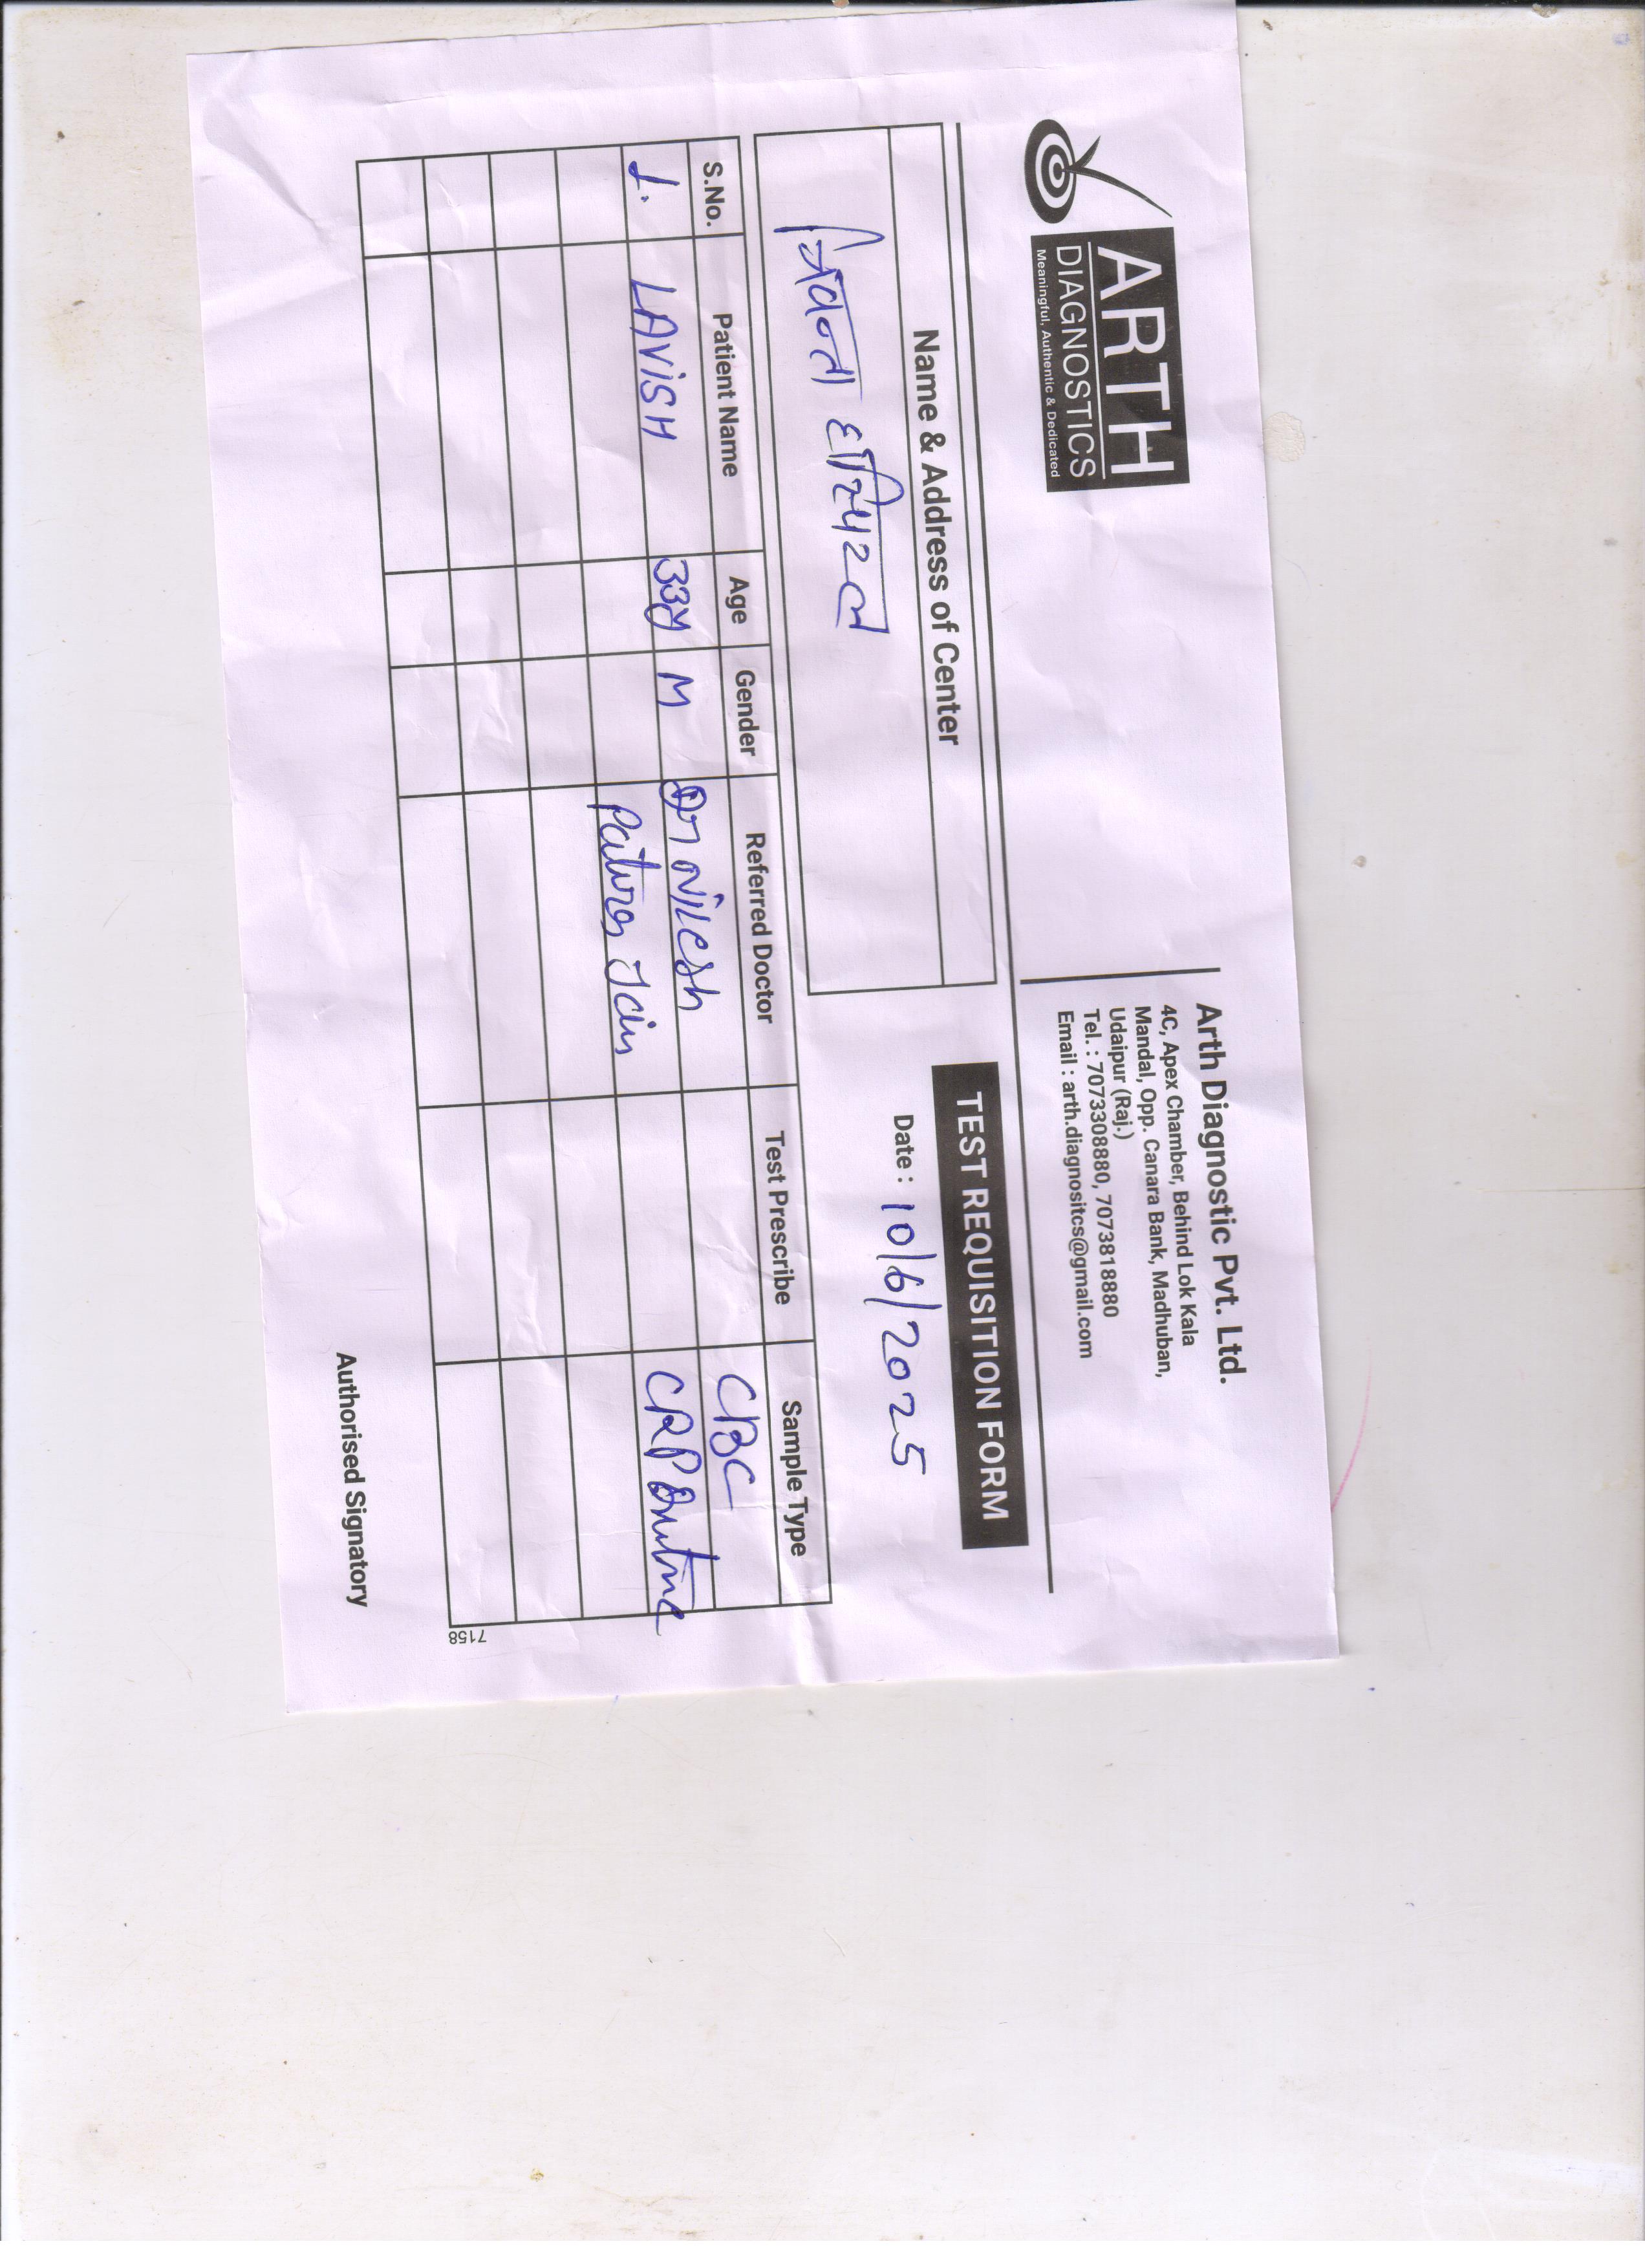 ARTH
DIAGNOSTICS
Meaningful, Authentic & Dedicated
Arth Diagnostic Pvt. Ltd.
4C, Apex Chamber, Behind Lok Kala
Mandal, Opp. Canara Bank, Madhuban,
Udaipur (Raj.)
Tel. : 7073308880, 7073818880
Email : arth.diagnositcs@gmail.com
Name & Address of Center
हॉस्पिटल
TEST REQUISITION FORM
Date : 10/6/2025
S.No. Patient Name Age Gender Referred Doctor Test Prescribe Sample Type
1. LAVISH 33y M Dr NILESH CBC
Jain CRP
7158
Authorised Signatory